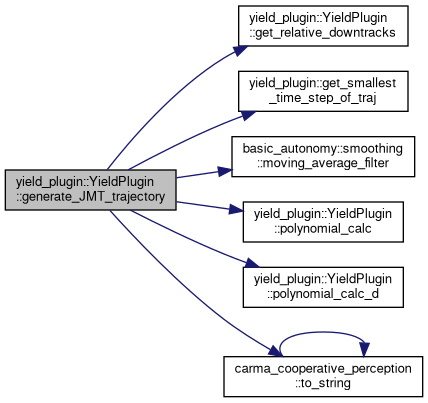 yield_plugin::YieldPlugin
::get_relative_downtracks
yield_plugin::get_smallest
_time_step_of_traj
basic_autonomy::smoothing
::moving_average_filter
yield_plugin::YieldPlugin
::generate_JMT_trajectory
yield_plugin::YieldPlugin
::polynomial_calc
yield_plugin::YieldPlugin
::polynomial_calc_d
carma_cooperative_perception
::to_string